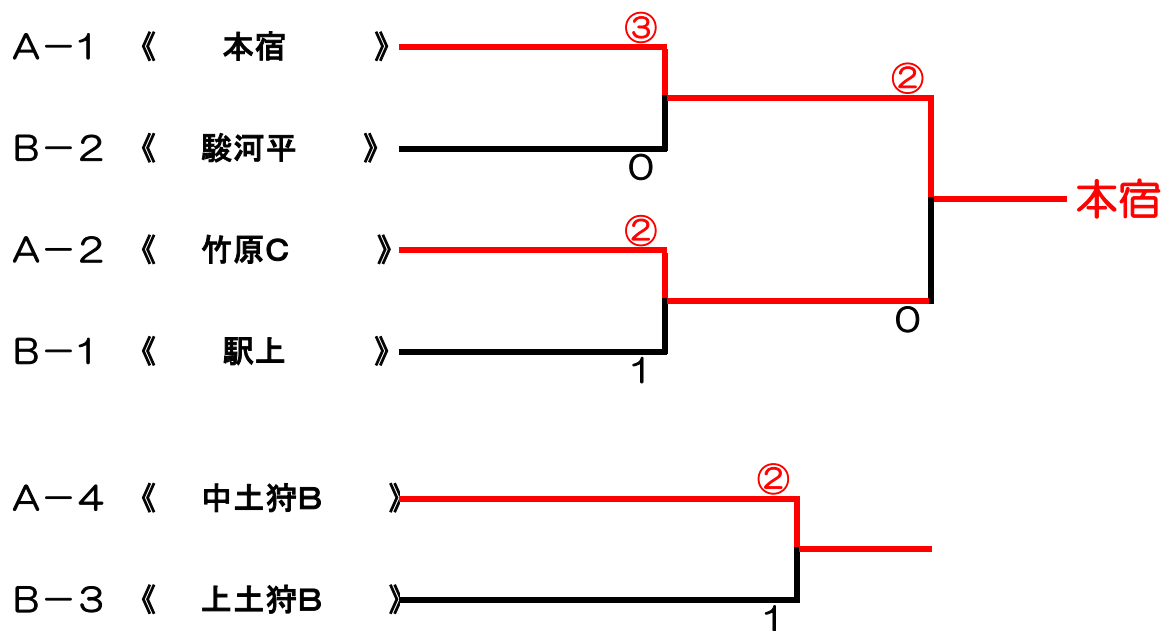 ③
A－1 《 本宿 》
②
B－2 《 駿河平 》
0
本宿
②
A－2 《 竹原C 》
0
B－1 《 駅上 》
1
②
A－4 《 中土狩B 》
B－3 《 上土狩B 》
1